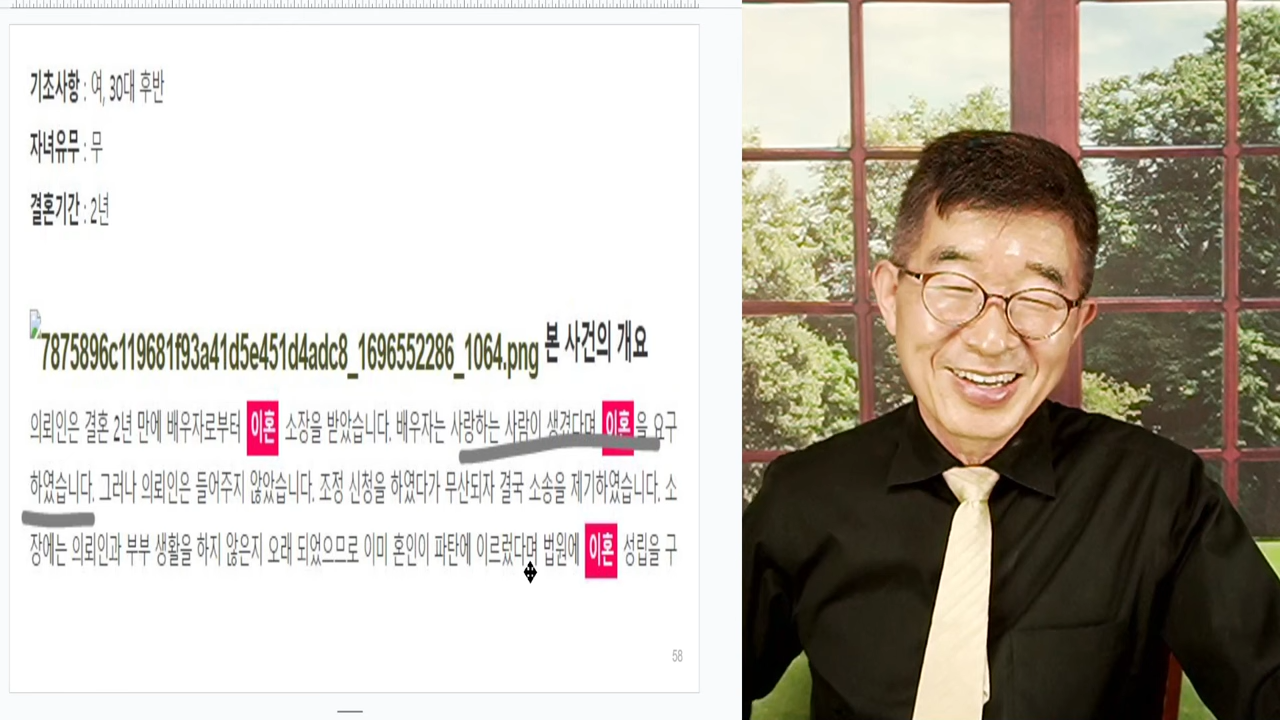 기초사항 : 여, 30대 후반
자녀유무 : 무
결혼기간 : 2년
7875896c119681f93a41d5e451d4adc8_1696552286_1064.png 본 사건의 개요
의뢰인은 결혼 2년 만에 배우자로부터 이혼 소장을 받았습니다. 배우자는 사랑하는 사람이 생겼다며 이혼을 요구
하였습니다. 그러나 의뢰인은 들어주지 않았습니다. 조정 신청을 하였다가 무산되자 결국 소송을 제기하였습니다. 소
장에는 의뢰인과 부부 생활을 하지 않은지 오래 되었으므로 이미 혼인이 파탄에 이르렀다며 법원에 이혼 성립을 구
58